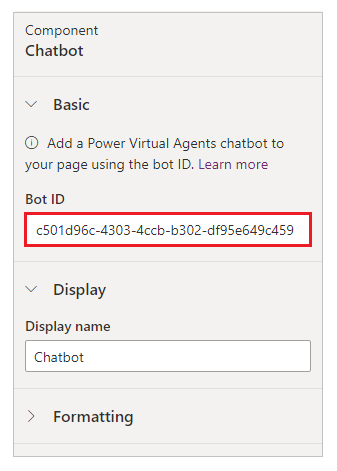 Component
Chatbot
Basic
Add a Power Virtual Agents chatbot to
your page using the bot ID. Learn more
Bot ID
c501d96c-4303-4ccb-b302-df95e649c459
Display
Display name
Chatbot
Formatting